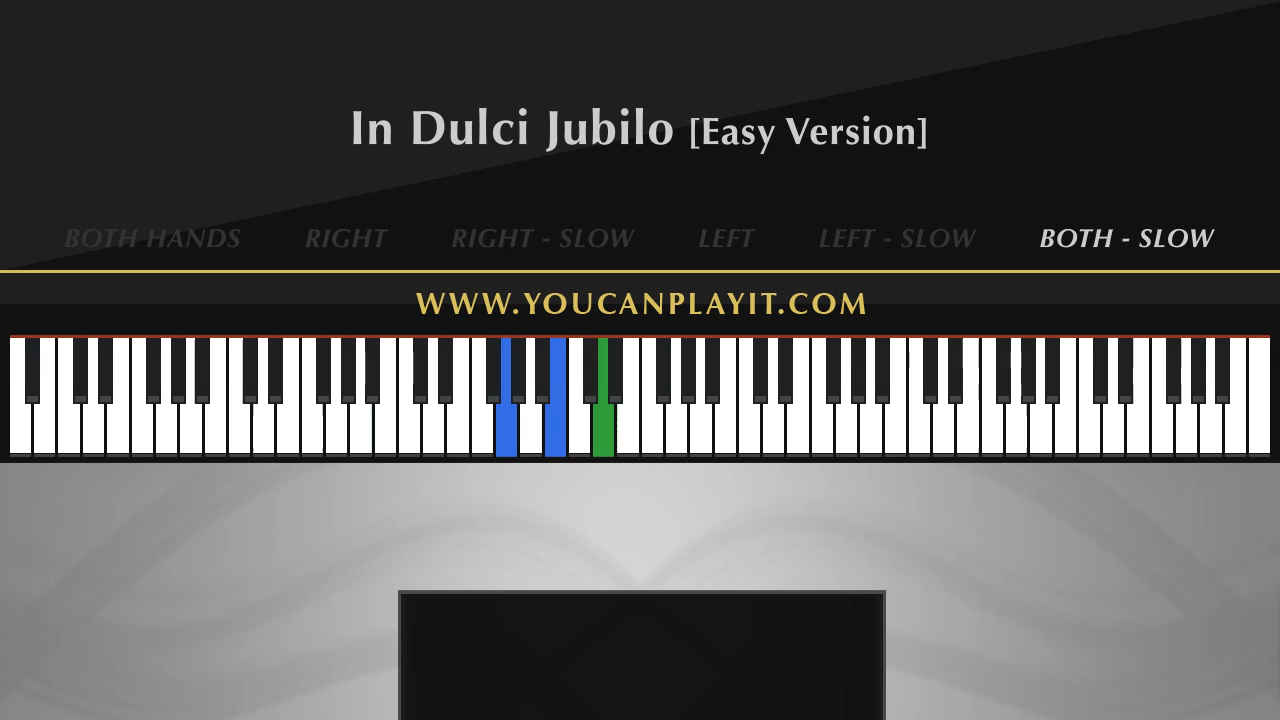 In Dulci Jubilo [Easy Version]
BOTH HANDS RIGHT RIGHT - SLOW LEFT LEFT - SLOW BOTH - SLOW
WWW.YOUCANPLAYIT.COM